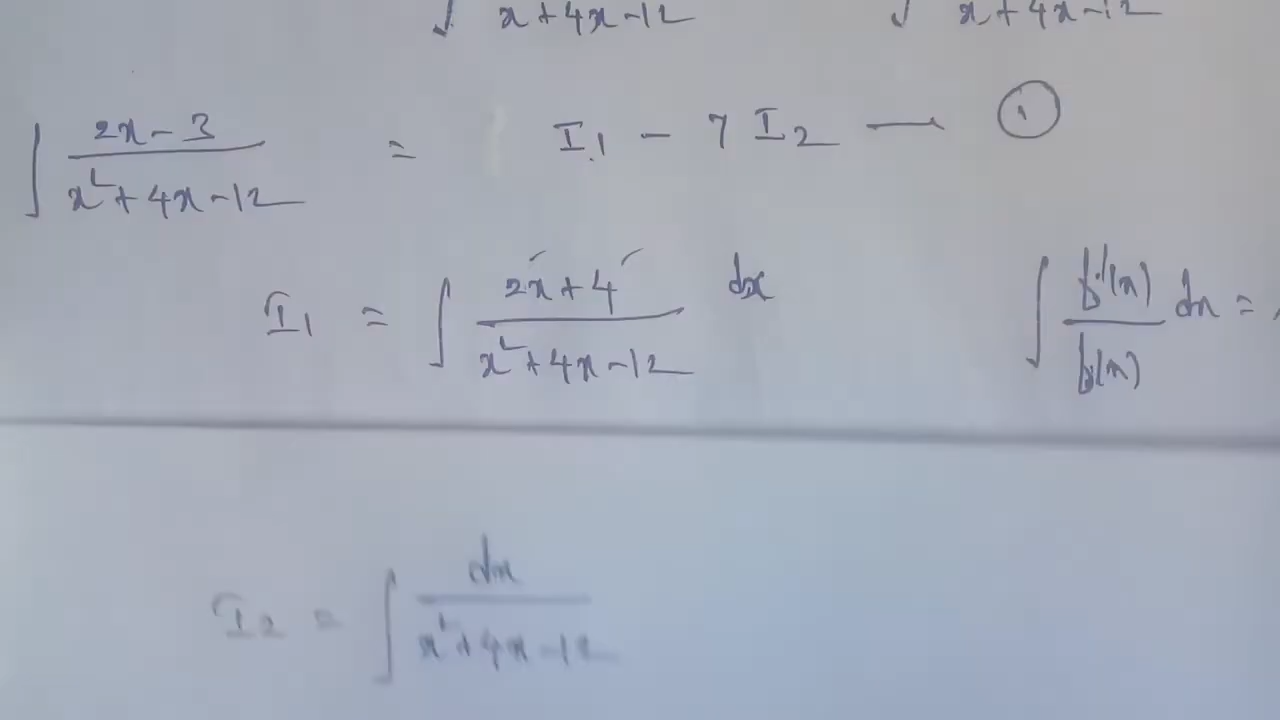 ∫ x+4x-12 ∫ x+4x-12
∫ (2x-3)/(x²+4x-12) = I₁ - 7 I₂ — ①
I₁ = ∫ (2x+4)/(x²+4x-12) dx ∫ f'(x)/f(x) dx =
I₂ = ∫ dx/(x²+4x-12)